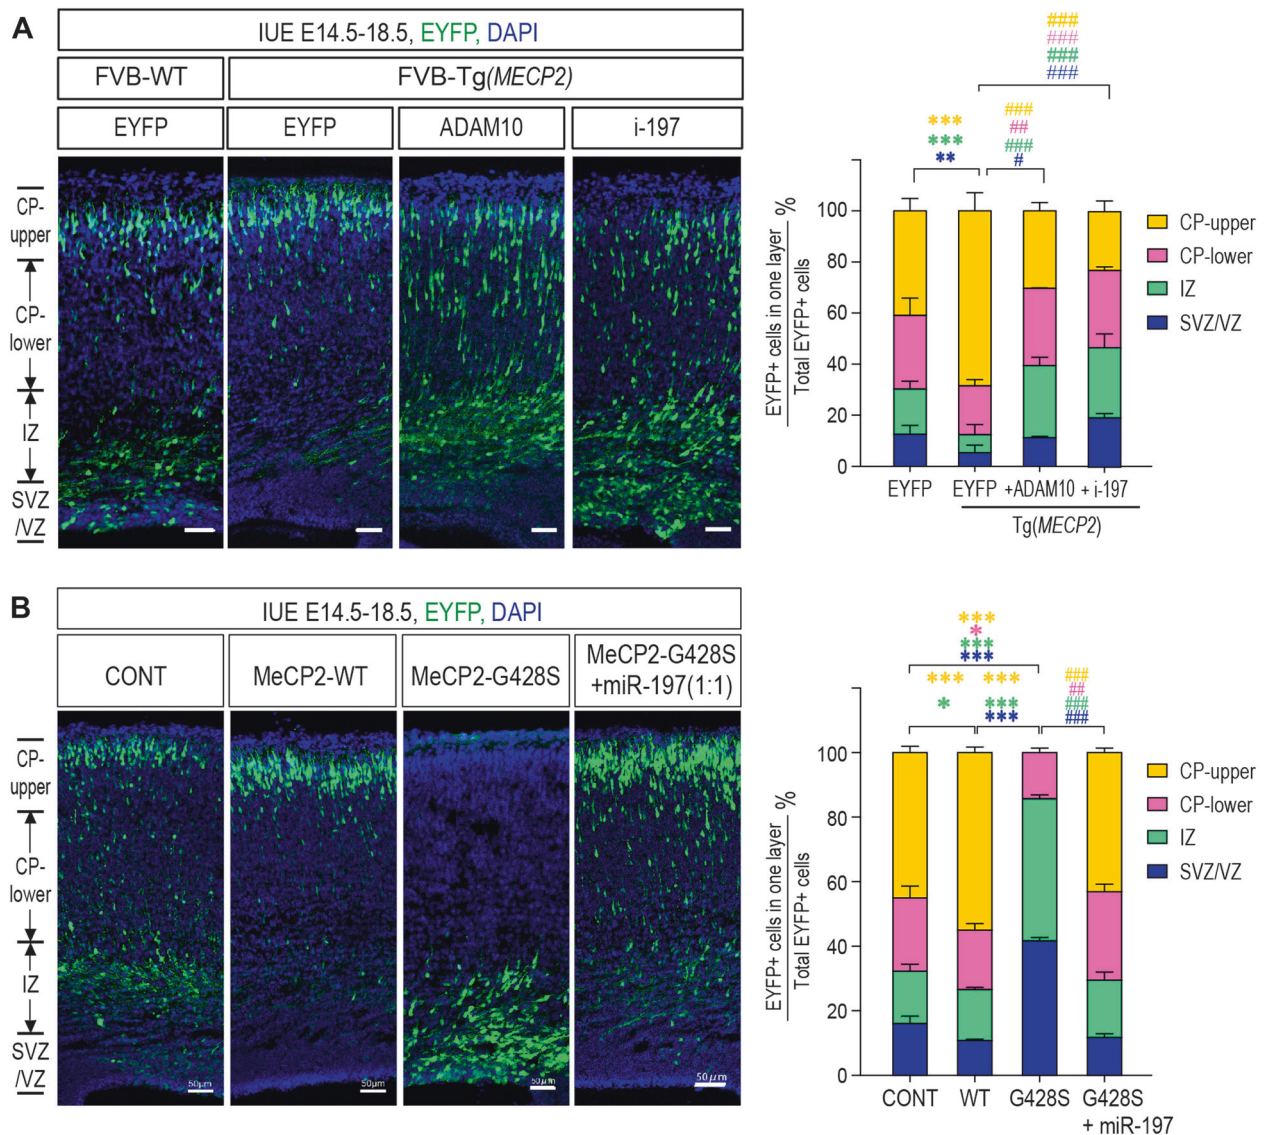 A
IUE E14.5-18.5, EYFP, DAPI
FVB-WT
FVB-Tg(MECP2)
EYFP
EYFP
ADAM10
i-197
CP-
upper
CP-
lower
IZ
SVZ
/VZ
###
###
###
###
***
***
**
###
##
###
#
EYFP+ cells in one layer
Total EYFP+ cells
%
100
80
60
40
20
0
CP-upper
CP-lower
IZ
SVZ/VZ
EYFP
EYFP
+ADAM10
+ i-197
Tg(MECP2)
B
IUE E14.5-18.5, EYFP, DAPI
CONT
MeCP2-WT
MeCP2-G428S
MeCP2-G428S
+miR-197(1:1)
CP-
upper
CP-
lower
IZ
SVZ
/VZ
50μm
50μm
50μm
50μm
***
*
***
***
***
*
***
***
***
###
##
###
###
EYFP+ cells in one layer
Total EYFP+ cells
%
100
80
60
40
20
0
CP-upper
CP-lower
IZ
SVZ/VZ
CONT
WT
G428S
G428S
+ miR-197